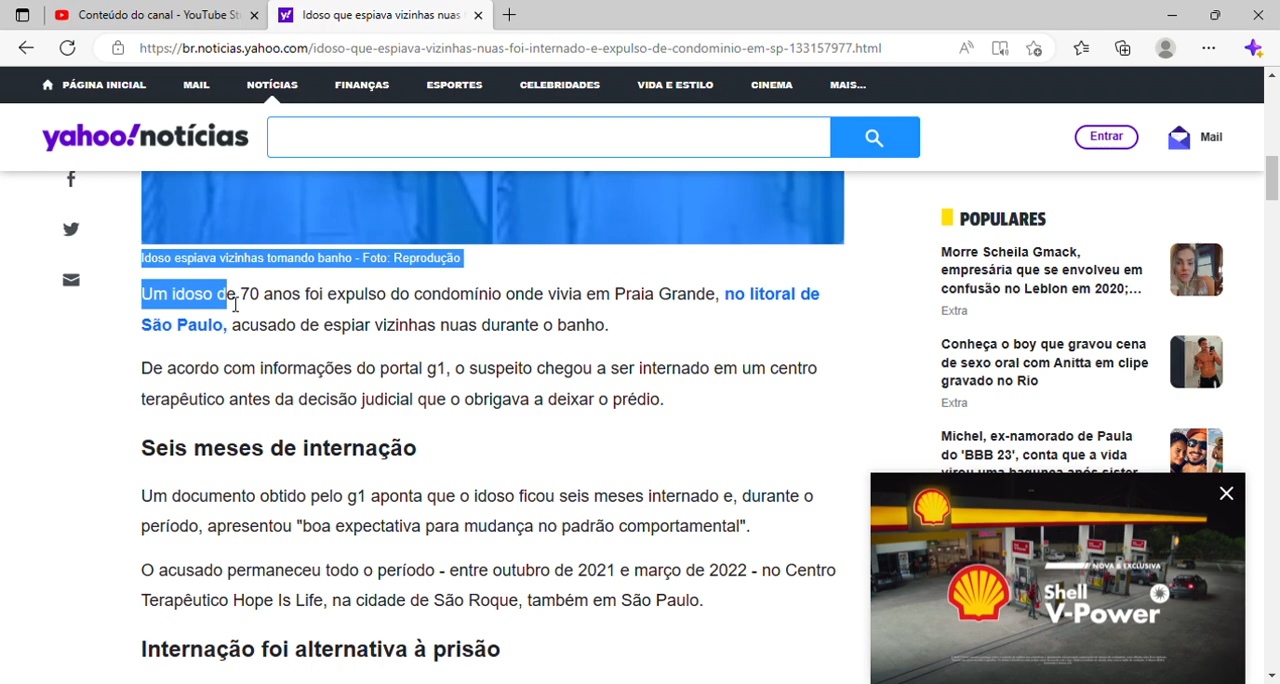 Conteúdo do canal - YouTube St
Idoso que espiava vizinhas nuas
https://br.noticias.yahoo.com/idoso-que-espiava-vizinhas-nuas-foi-internado-e-expulso-de-condominio-em-sp-133157977.html
PÁGINA INICIAL MAIL NOTÍCIAS FINANÇAS ESPORTES CELEBRIDADES VIDA E ESTILO CINEMA MAIS...
yahoo!notícias
Entrar
Mail
Idoso espiava vizinhas tomando banho - Foto: Reprodução
Um idoso de 70 anos foi expulso do condomínio onde vivia em Praia Grande, no litoral de
São Paulo, acusado de espiar vizinhas nuas durante o banho.
De acordo com informações do portal g1, o suspeito chegou a ser internado em um centro
terapêutico antes da decisão judicial que o obrigava a deixar o prédio.
Seis meses de internação
Um documento obtido pelo g1 aponta que o idoso ficou seis meses internado e, durante o
período, apresentou "boa expectativa para mudança no padrão comportamental".
O acusado permaneceu todo o período - entre outubro de 2021 e março de 2022 - no Centro
Terapêutico Hope Is Life, na cidade de São Roque, também em São Paulo.
Internação foi alternativa à prisão
POPULARES
Morre Scheila Gmack,
empresária que se envolveu em
confusão no Leblon em 2020;...
Extra
Conheça o boy que gravou cena
de sexo oral com Anitta em clipe
gravado no Rio
Extra
Michel, ex-namorado de Paula
do 'BBB 23', conta que a vida
virou uma bagunça após sister
NOVA & EXCLUSIVA
Shell
V-Power